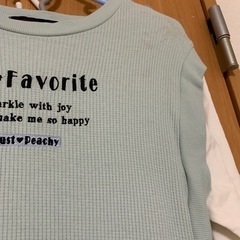 ♥Favorite
arkle with joy
make me so happy
ust♥Peachy